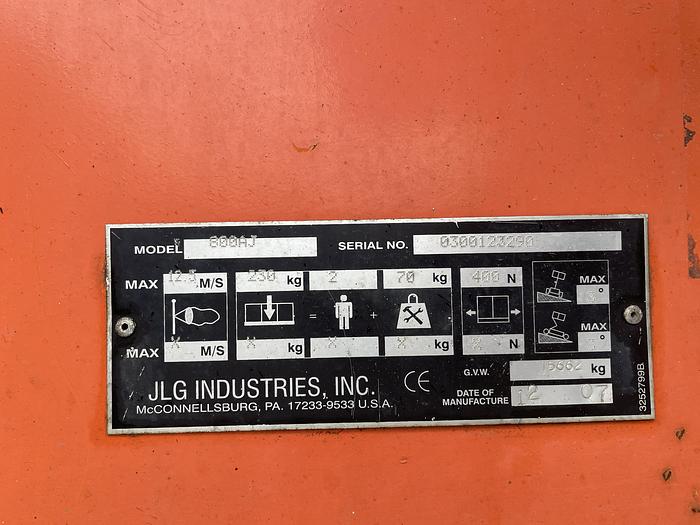 MODEL 800AJ SERIAL NO. 0300123290
MAX 12.5 M/S 230 kg 2 70 kg 400 N MAX
= + °
MAX
MAX X M/S X kg X X kg X N °
G.V.W. 15662 kg
JLG INDUSTRIES, INC. CE DATE OF
McCONNELLSBURG, PA. 17233-9533 U.S.A. MANUFACTURE 12 07
3252799B